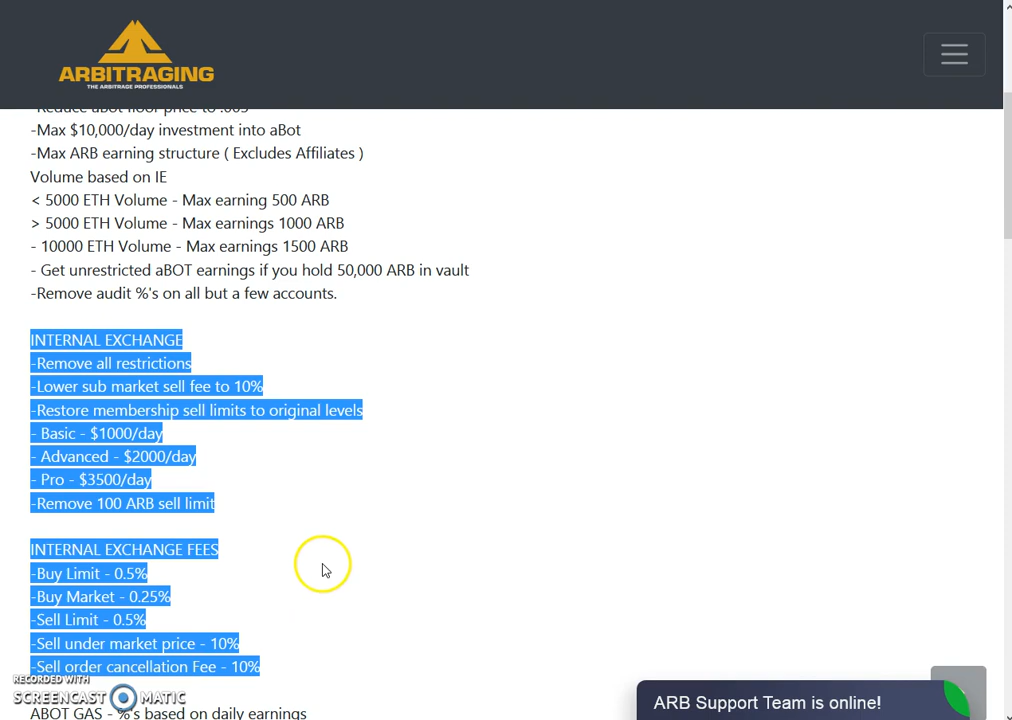 ARBITRAGING
THE ARBITRAGE PROFESSIONALS
-Reduce abot floor price to .005
-Max $10,000/day investment into aBot
-Max ARB earning structure ( Excludes Affiliates )
Volume based on IE
< 5000 ETH Volume - Max earning 500 ARB
> 5000 ETH Volume - Max earnings 1000 ARB
- 10000 ETH Volume - Max earnings 1500 ARB
- Get unrestricted aBOT earnings if you hold 50,000 ARB in vault
-Remove audit %'s on all but a few accounts.
INTERNAL EXCHANGE
-Remove all restrictions
-Lower sub market sell fee to 10%
-Restore membership sell limits to original levels
- Basic - $1000/day
- Advanced - $2000/day
- Pro - $3500/day
-Remove 100 ARB sell limit
INTERNAL EXCHANGE FEES
-Buy Limit - 0.5%
-Buy Market - 0.25%
-Sell Limit - 0.5%
-Sell under market price - 10%
-Sell order cancellation Fee - 10%
RECORDED WITH
SCREENCAST MATIC
ARB Support Team is online!
ABOT GAS - %'s based on daily earnings